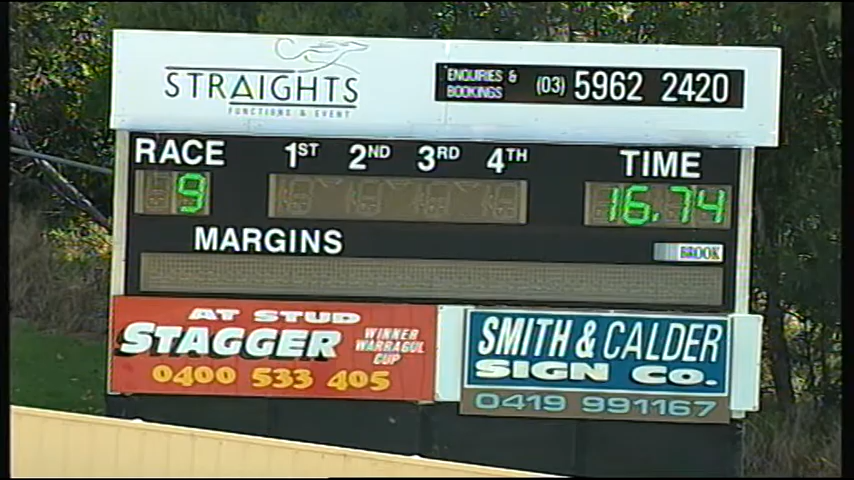 STRAIGHTS
FUNCTIONS & EVENT
ENQUIRIES &
BOOKINGS
(03) 5962 2420
RACE 1ST 2ND 3RD 4TH TIME
9 16.74
MARGINS
BROOK
AT STUD
STAGGER
WINNER
WARRAGUL
CUP
0400 533 405
SMITH & CALDER
SIGN CO.
0419 991167